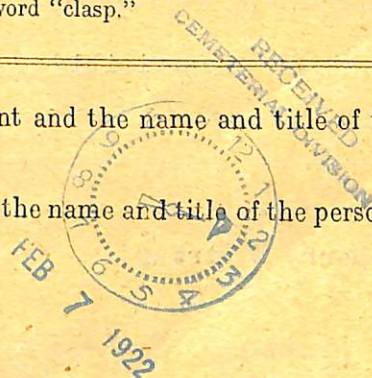 word "clasp."
RECEIVED
CEMETERIAL DIVISION
nt and the name and title of
the name and title of the perso
12
1
2
3
4
5
6
8
9
FEB 7 1922